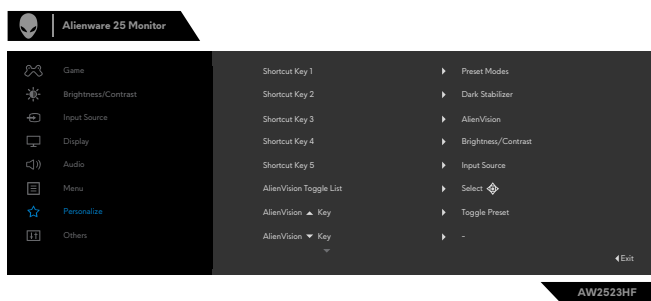 Alienware 25 Monitor
Game Shortcut Key 1 Preset Modes
Brightness/Contrast Shortcut Key 2 Dark Stabilizer
Input Source Shortcut Key 3 AlienVision
Display Shortcut Key 4 Brightness/Contrast
Audio Shortcut Key 5 Input Source
Menu AlienVision Toggle List Select
Personalize AlienVision ▲ Key Toggle Preset
Others AlienVision ▼ Key -
Exit
AW2523HF